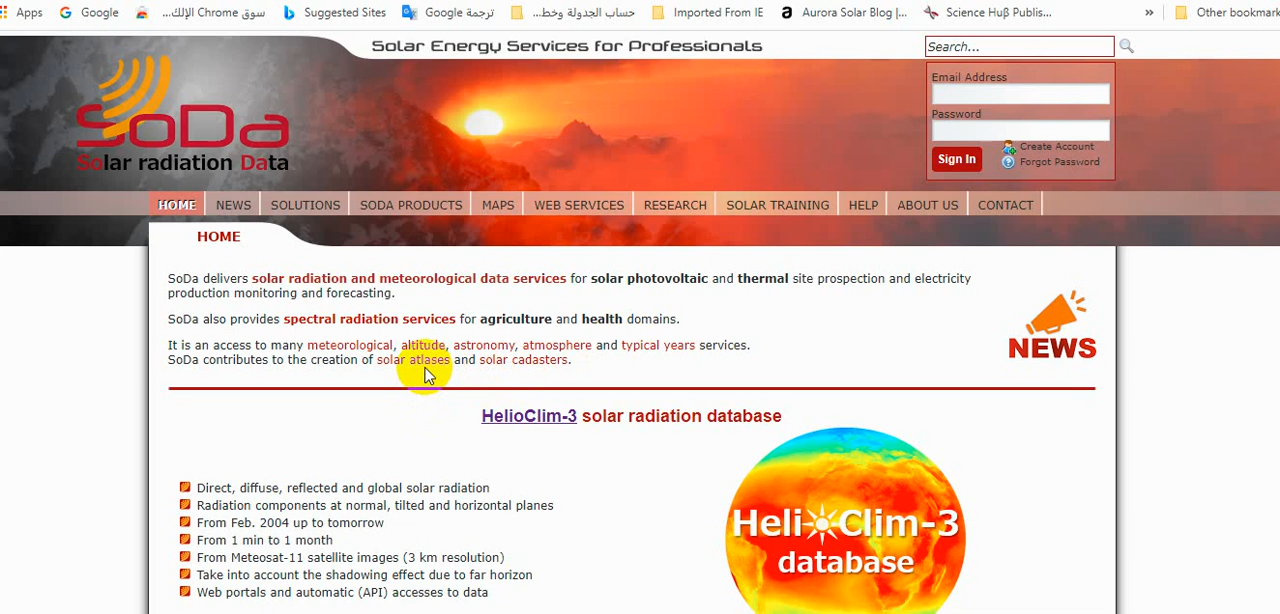 Apps Google سوق Chrome الإلك... Suggested Sites ترجمة Google حساب الجدولة وخط... Imported From IE Aurora Solar Blog |... Science Huβ Publis... » Other bookmark
Solar Energy Services for Professionals
Search...
SoDa
Solar radiation Data
Email Address
Password
Create Account
Sign In
Forgot Password
HOME NEWS SOLUTIONS SODA PRODUCTS MAPS WEB SERVICES RESEARCH SOLAR TRAINING HELP ABOUT US CONTACT
HOME
SoDa delivers solar radiation and meteorological data services for solar photovoltaic and thermal site prospection and electricity
production monitoring and forecasting.
SoDa also provides spectral radiation services for agriculture and health domains.
It is an access to many meteorological, altitude, astronomy, atmosphere and typical years services.
SoDa contributes to the creation of solar atlases and solar cadasters.
NEWS
HelioClim-3 solar radiation database
Direct, diffuse, reflected and global solar radiation
Radiation components at normal, tilted and horizontal planes
From Feb. 2004 up to tomorrow
From 1 min to 1 month
From Meteosat-11 satellite images (3 km resolution)
Take into account the shadowing effect due to far horizon
Web portals and automatic (API) accesses to data
HelioClim-3
database